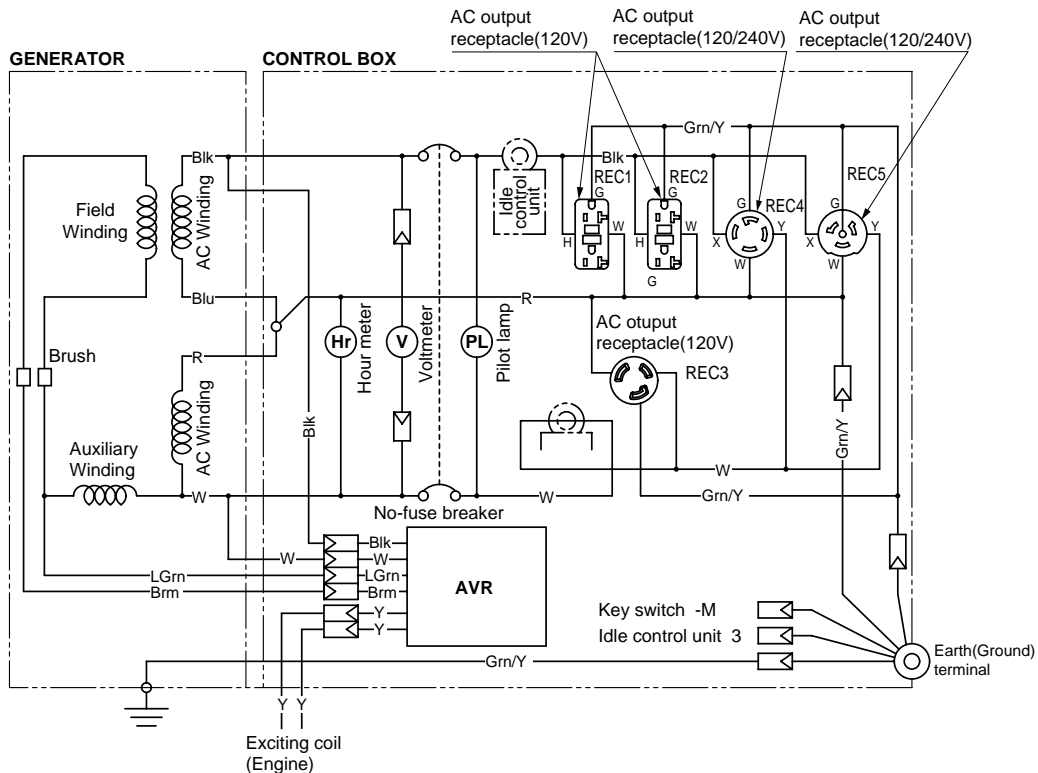 AC output
receptacle(120V)
AC output
receptacle(120/240V)
AC output
receptacle(120/240V)
GENERATOR
CONTROL BOX
Grn/Y
Blk
Blk
REC1
REC2
REC4
REC5
G
G
G
G
Idle
control
unit
Field
Winding
AC Winding
H
W
H
W
X
Y
X
Y
W
W
G
Blu
R
R
Hr
Hour meter
V
Voltmeter
PL
Pilot lamp
AC otuput
receptacle(120V)
REC3
Brush
AC Winding
Blk
Grn/Y
Auxiliary
Winding
W
W
W
Grn/Y
No-fuse breaker
Blk
W
W
LGrn
LGrn
Brm
Brm
AVR
Y
Y
Key switch -M
Idle control unit 3
Grn/Y
Earth(Ground)
terminal
Y Y
Exciting coil
(Engine)